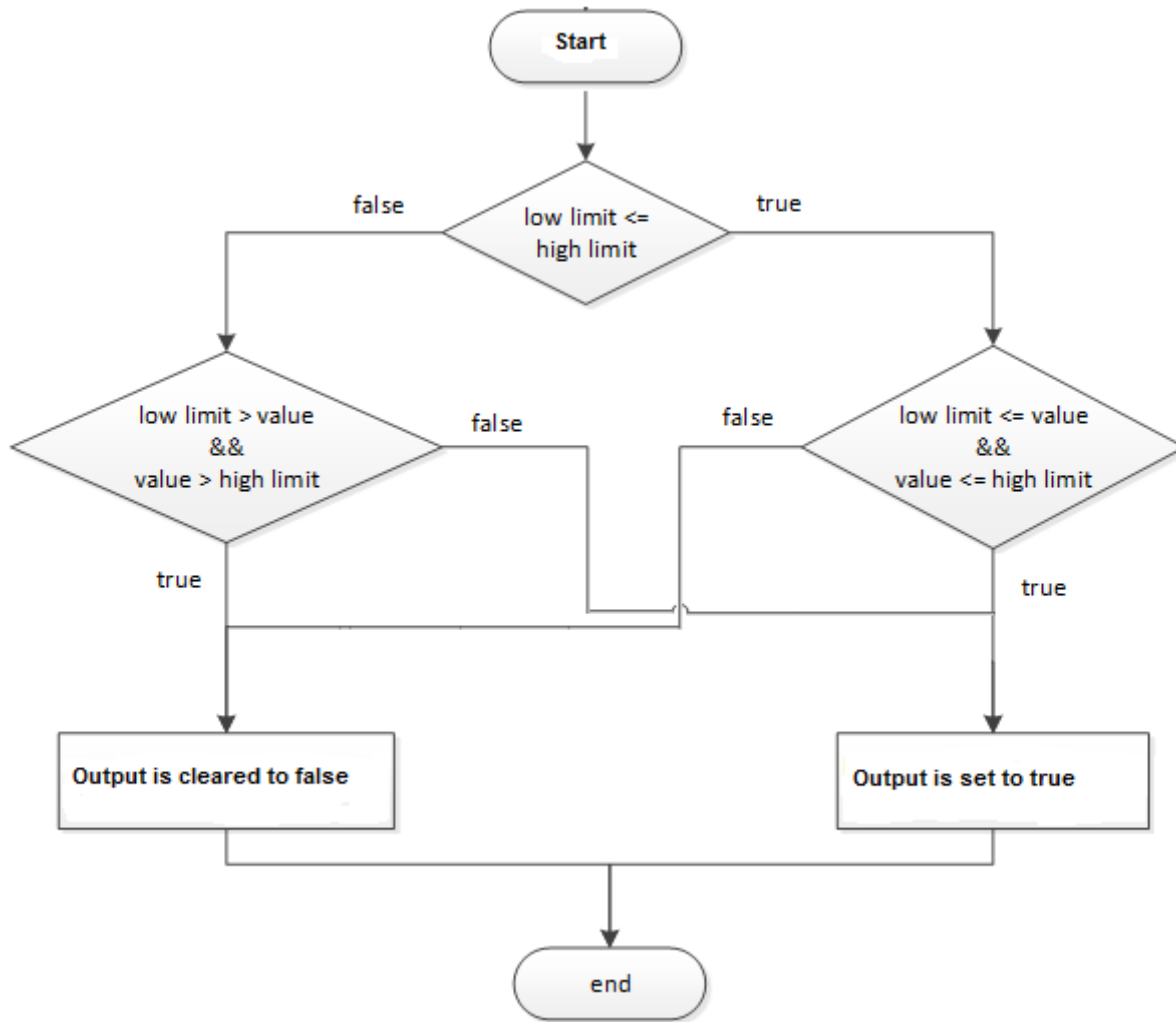 Start
false
true
low limit <=
high limit
low limit > value
&&
value > high limit
false
false
low limit <= value
&&
value <= high limit
true
true
Output is cleared to false
Output is set to true
end